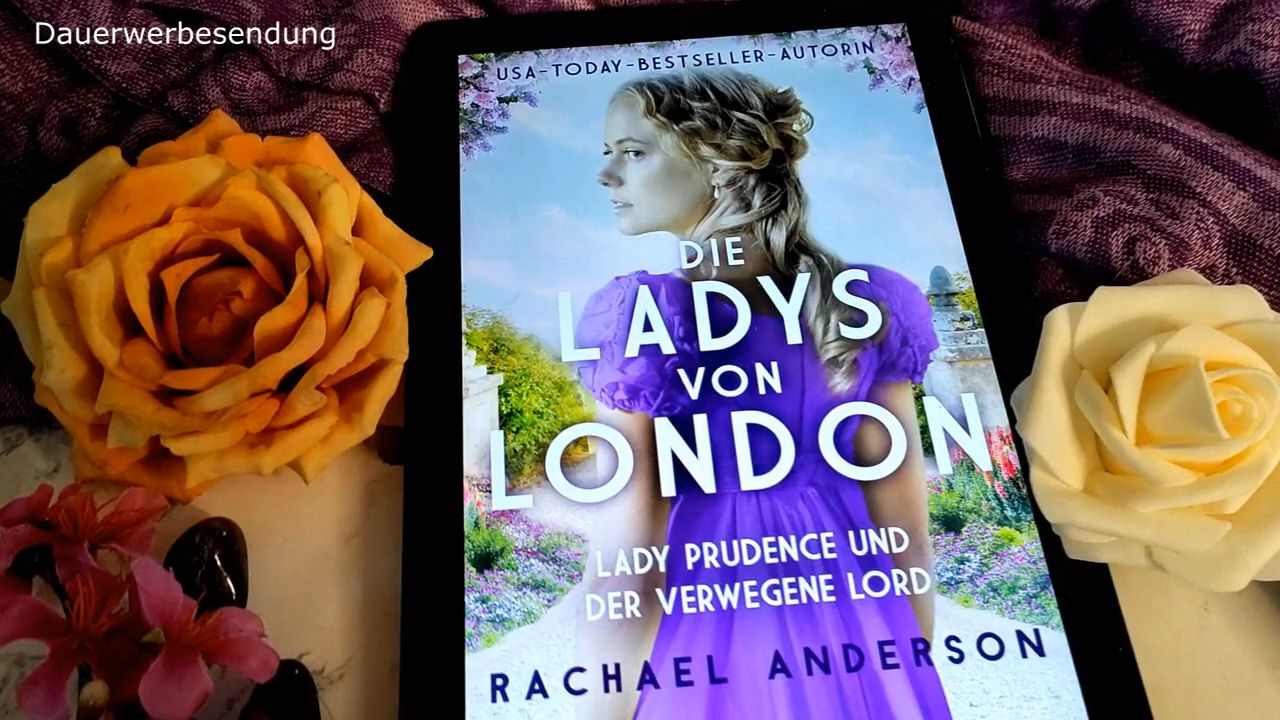 Dauerwerbesendung
USA-TODAY-BESTSELLER-AUTORIN
DIE
LADYS
VON
LONDON
LADY PRUDENCE UND
DER VERWEGENE LORD
RACHAEL ANDERSON